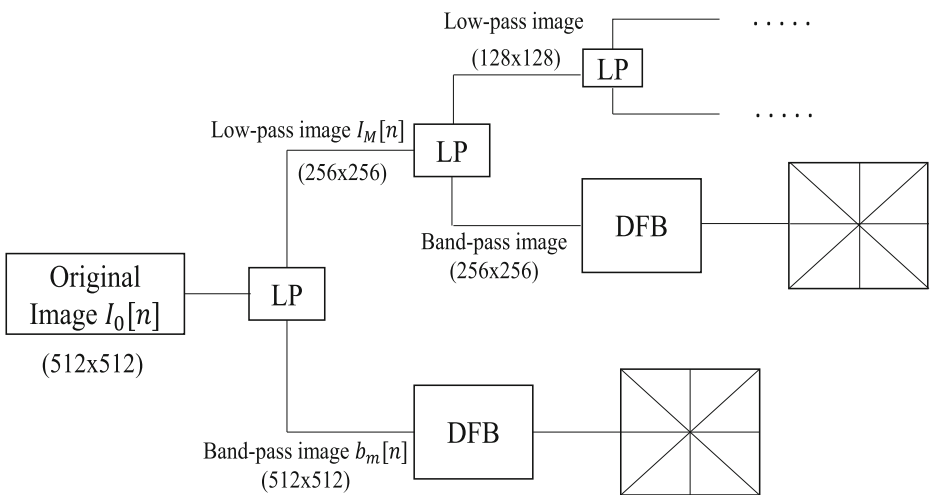 Low-pass image
(128x128)
LP
. . . . .
. . . . .
Low-pass image I_M[n]
(256x256)
LP
Band-pass image
(256x256)
DFB
Original
Image I_0[n]
(512x512)
LP
Band-pass image b_m[n]
(512x512)
DFB